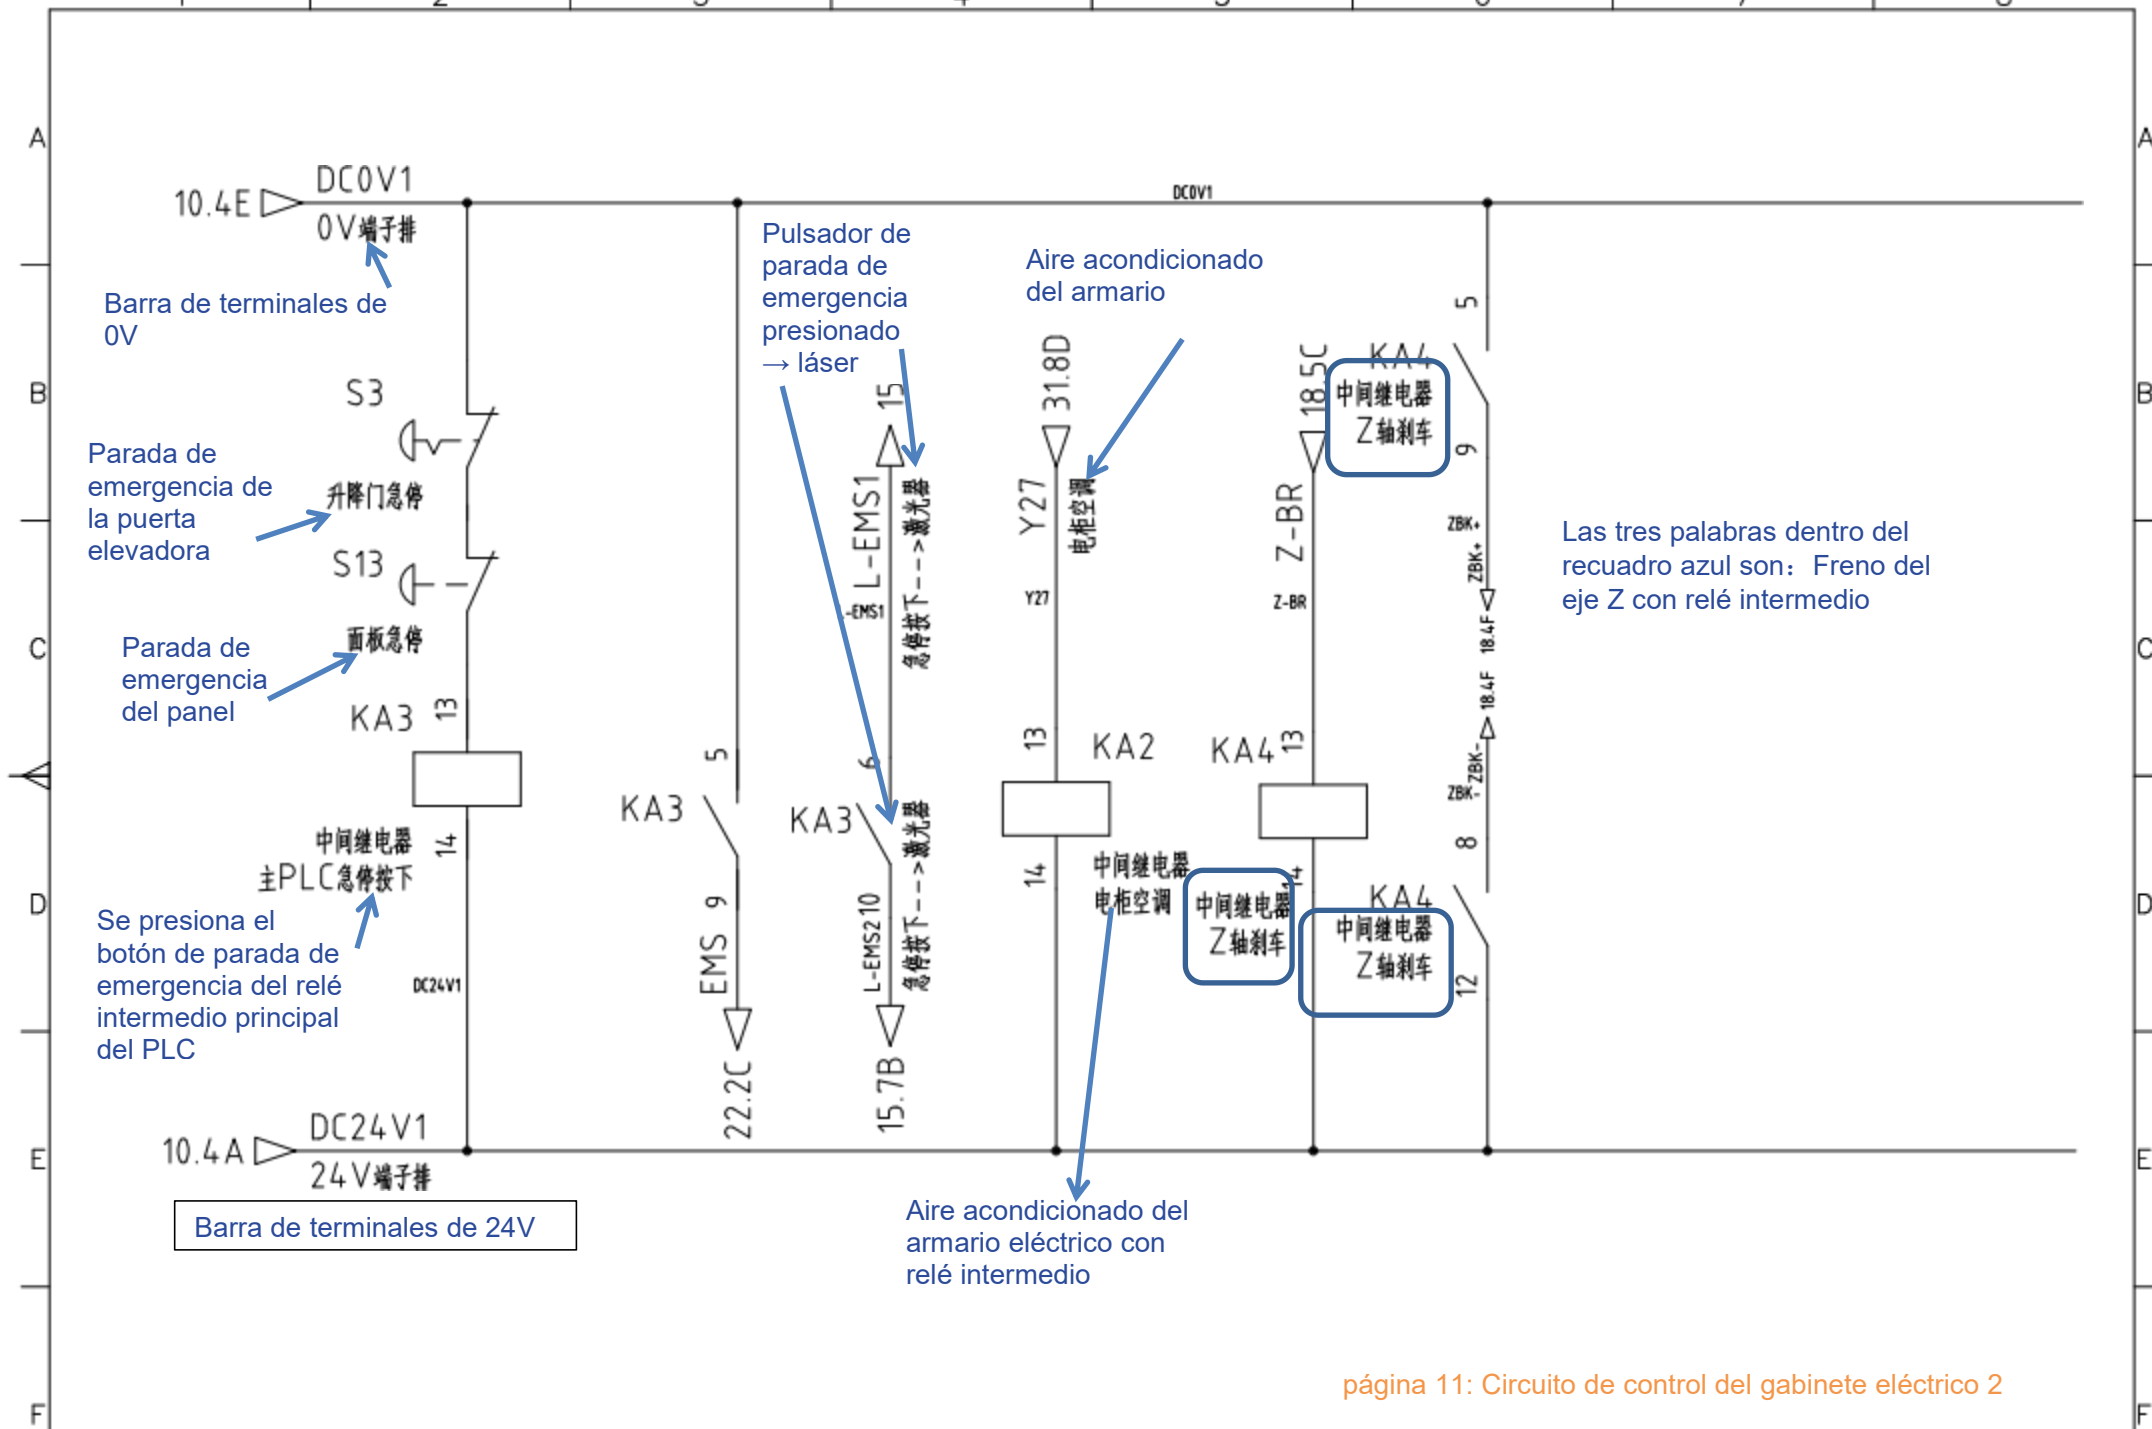 A
A
10.4E
DC0V1
0V端子排
DC0V1
Barra de terminales de
0V
Pulsador de
parada de
emergencia
presionado
→ láser
Aire acondicionado
del armario
B
B
S3
升降门急停
Parada de
emergencia de
la puerta
elevadora
15
L-EMS1
-EMS1
急停按下-->激光器
31.8D
Y27
电柜空调
Y27
18.5C
Z-BR
Z-BR
KA4
中间继电器
Z轴刹车
5
9
ZBK+
ZBK+
18.4F
Las tres palabras dentro del
recuadro azul son：Freno del
eje Z con relé intermedio
C
C
S13
面板急停
Parada de
emergencia
del panel
KA3
13
14
中间继电器
主PLC急停按下
Se presiona el
botón de parada de
emergencia del relé
intermedio principal
del PLC
DC24V1
KA3
5
9
EMS
22.2C
KA3
6
10
L-EMS2
急停按下-->激光器
15.7B
13
KA2
14
中间继电器
电柜空调
KA4
13
14
中间继电器
Z轴刹车
18.4F
ZBK-
ZBK-
8
KA4
中间继电器
Z轴刹车
12
D
D
E
E
10.4A
DC24V1
24V端子排
Barra de terminales de 24V
Aire acondicionado del
armario eléctrico con
relé intermedio
página 11: Circuito de control del gabinete eléctrico 2
F
F